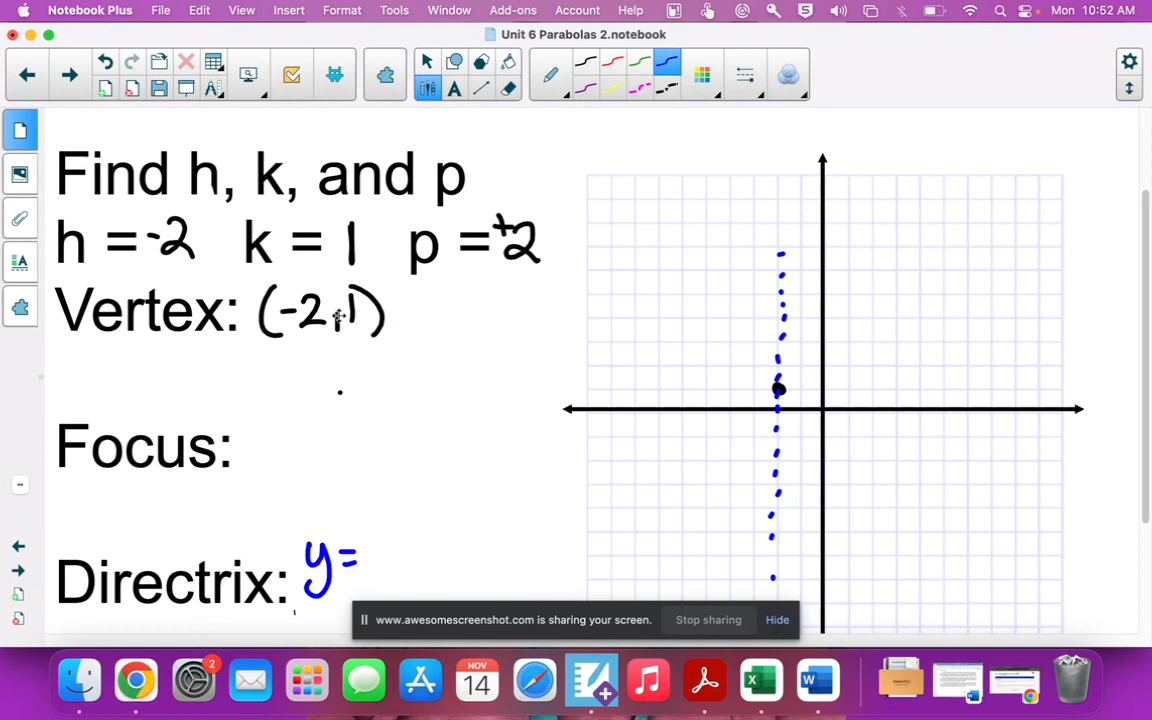 Notebook Plus File Edit View Insert Format Tools Window Add-ons Account Help Mon 10:52 AM
Unit 6 Parabolas 2.notebook
Find h, k, and p
h = -2 k = 1 p = +2
Vertex: (-2, 1)
Focus:
Directrix: y=
www.awesomescreenshot.com is sharing your screen. Stop sharing Hide
2
NOV
14